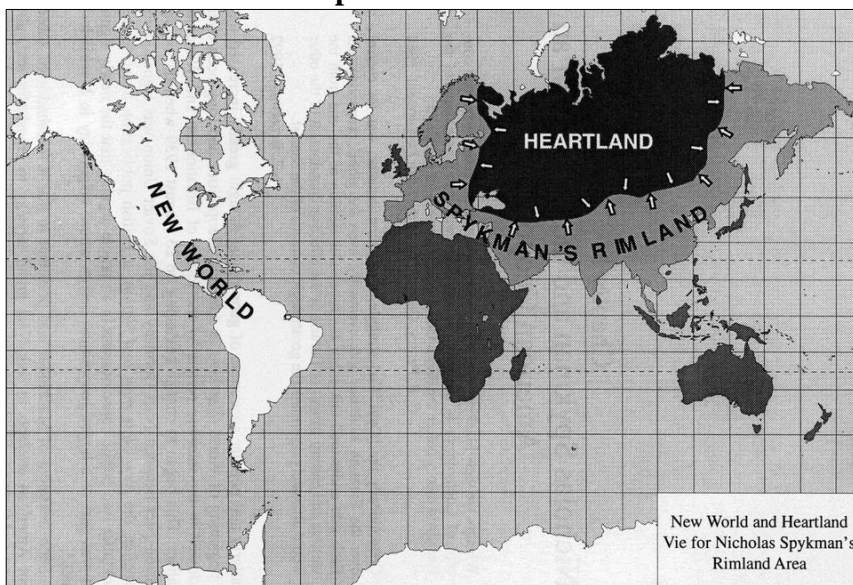 HEARTLAND
NEW WORLD
SPYKMAN'S RIMLAND
New World and Heartland
Vie for Nicholas Spykman's
Rimland Area